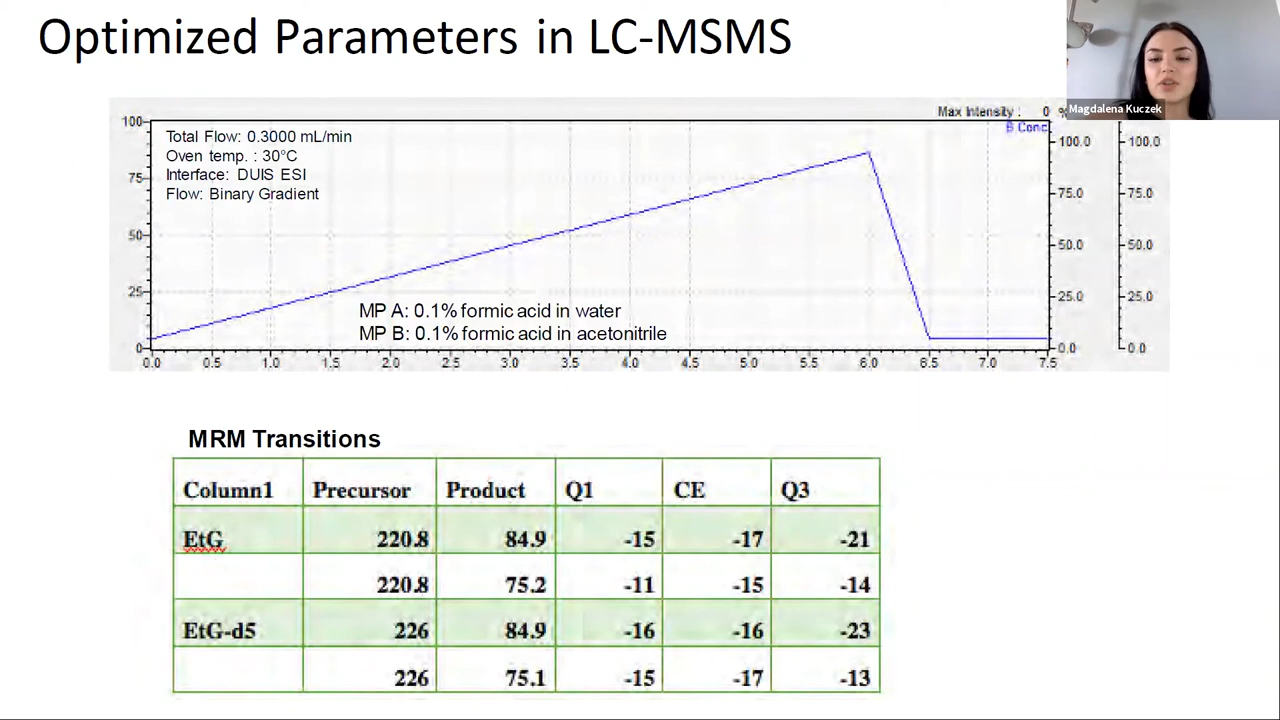 Optimized Parameters in LC-MSMS
Magdalena Kuczek
Max Intensity : 0 %
B.Conc
Total Flow: 0.3000 mL/min
Oven temp. : 30°C
Interface: DUIS ESI
Flow: Binary Gradient
100
75
50
25
0
100.0
75.0
50.0
25.0
0.0
100.0
75.0
50.0
25.0
0.0
MP A: 0.1% formic acid in water
MP B: 0.1% formic acid in acetonitrile
0.0 0.5 1.0 1.5 2.0 2.5 3.0 3.5 4.0 4.5 5.0 5.5 6.0 6.5 7.0 7.5
MRM Transitions
Column1 Precursor Product Q1 CE Q3
EtG 220.8 84.9 -15 -17 -21
220.8 75.2 -11 -15 -14
EtG-d5 226 84.9 -16 -16 -23
226 75.1 -15 -17 -13